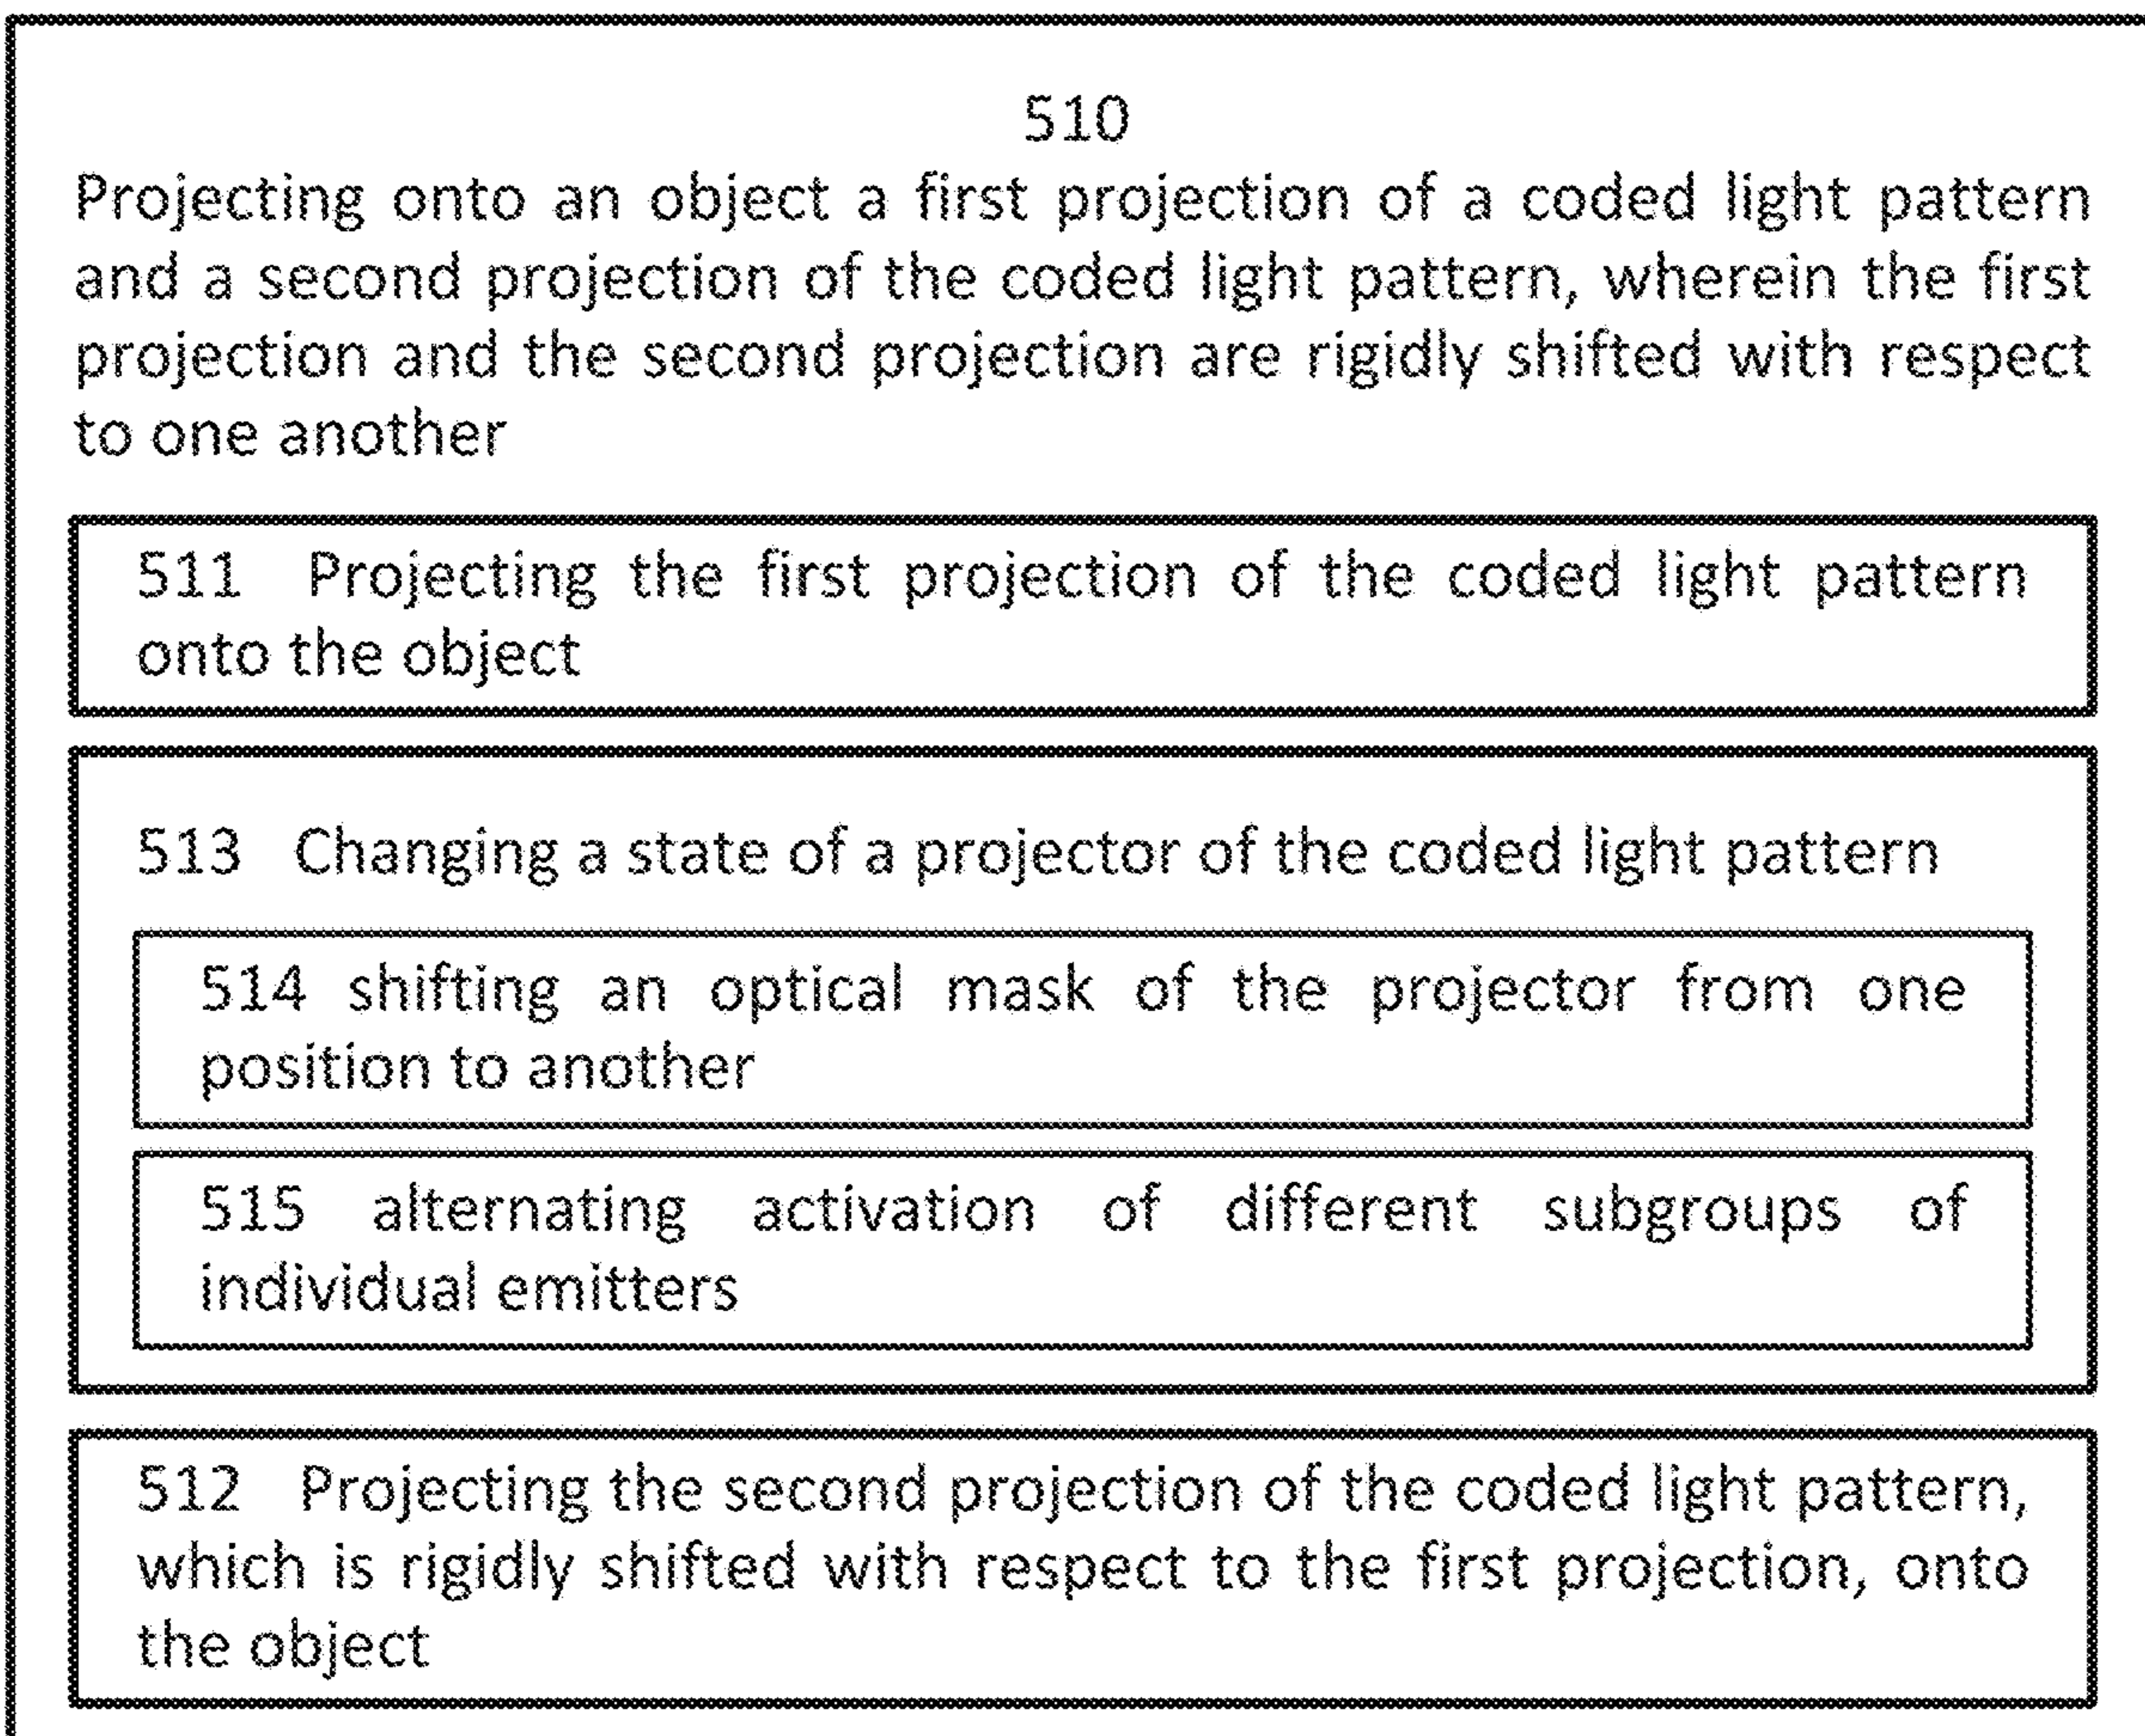 510
Projecting onto an object a first projection of a coded light pattern
and a second projection of the coded light pattern, wherein the first
projection and the second projection are rigidly shifted with respect
to one another
511 Projecting the first projection of the coded light pattern
onto the object
513 Changing a state of a projector of the coded light pattern
514 shifting an optical mask of the projector from one
position to another
515 alternating activation of different subgroups of
individual emitters
512 Projecting the second projection of the coded light pattern,
which is rigidly shifted with respect to the first projection, onto
the object